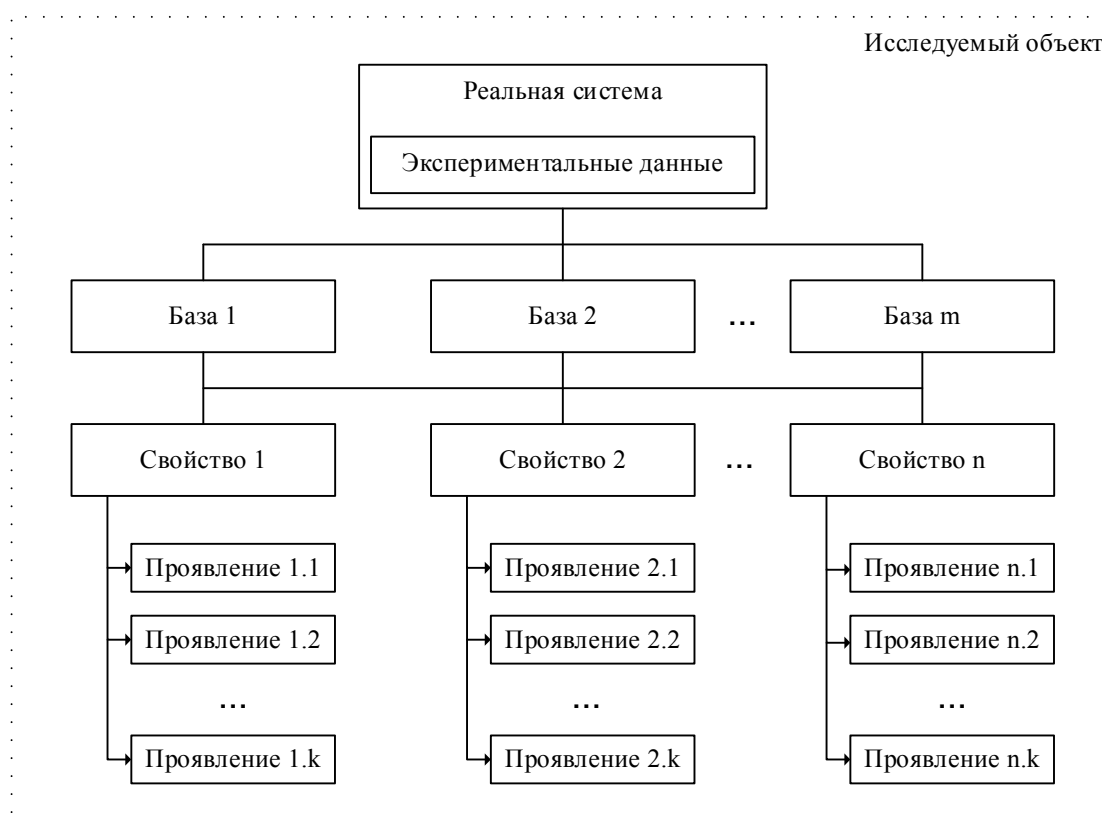 Исследуемый объект
Реальная система
Экспериментальные данные
База 1
База 2
...
База m
Свойство 1
Свойство 2
...
Свойство n
Проявление 1.1
Проявление 2.1
Проявление n.1
Проявление 1.2
Проявление 2.2
Проявление n.2
...
...
...
Проявление 1.k
Проявление 2.k
Проявление n.k